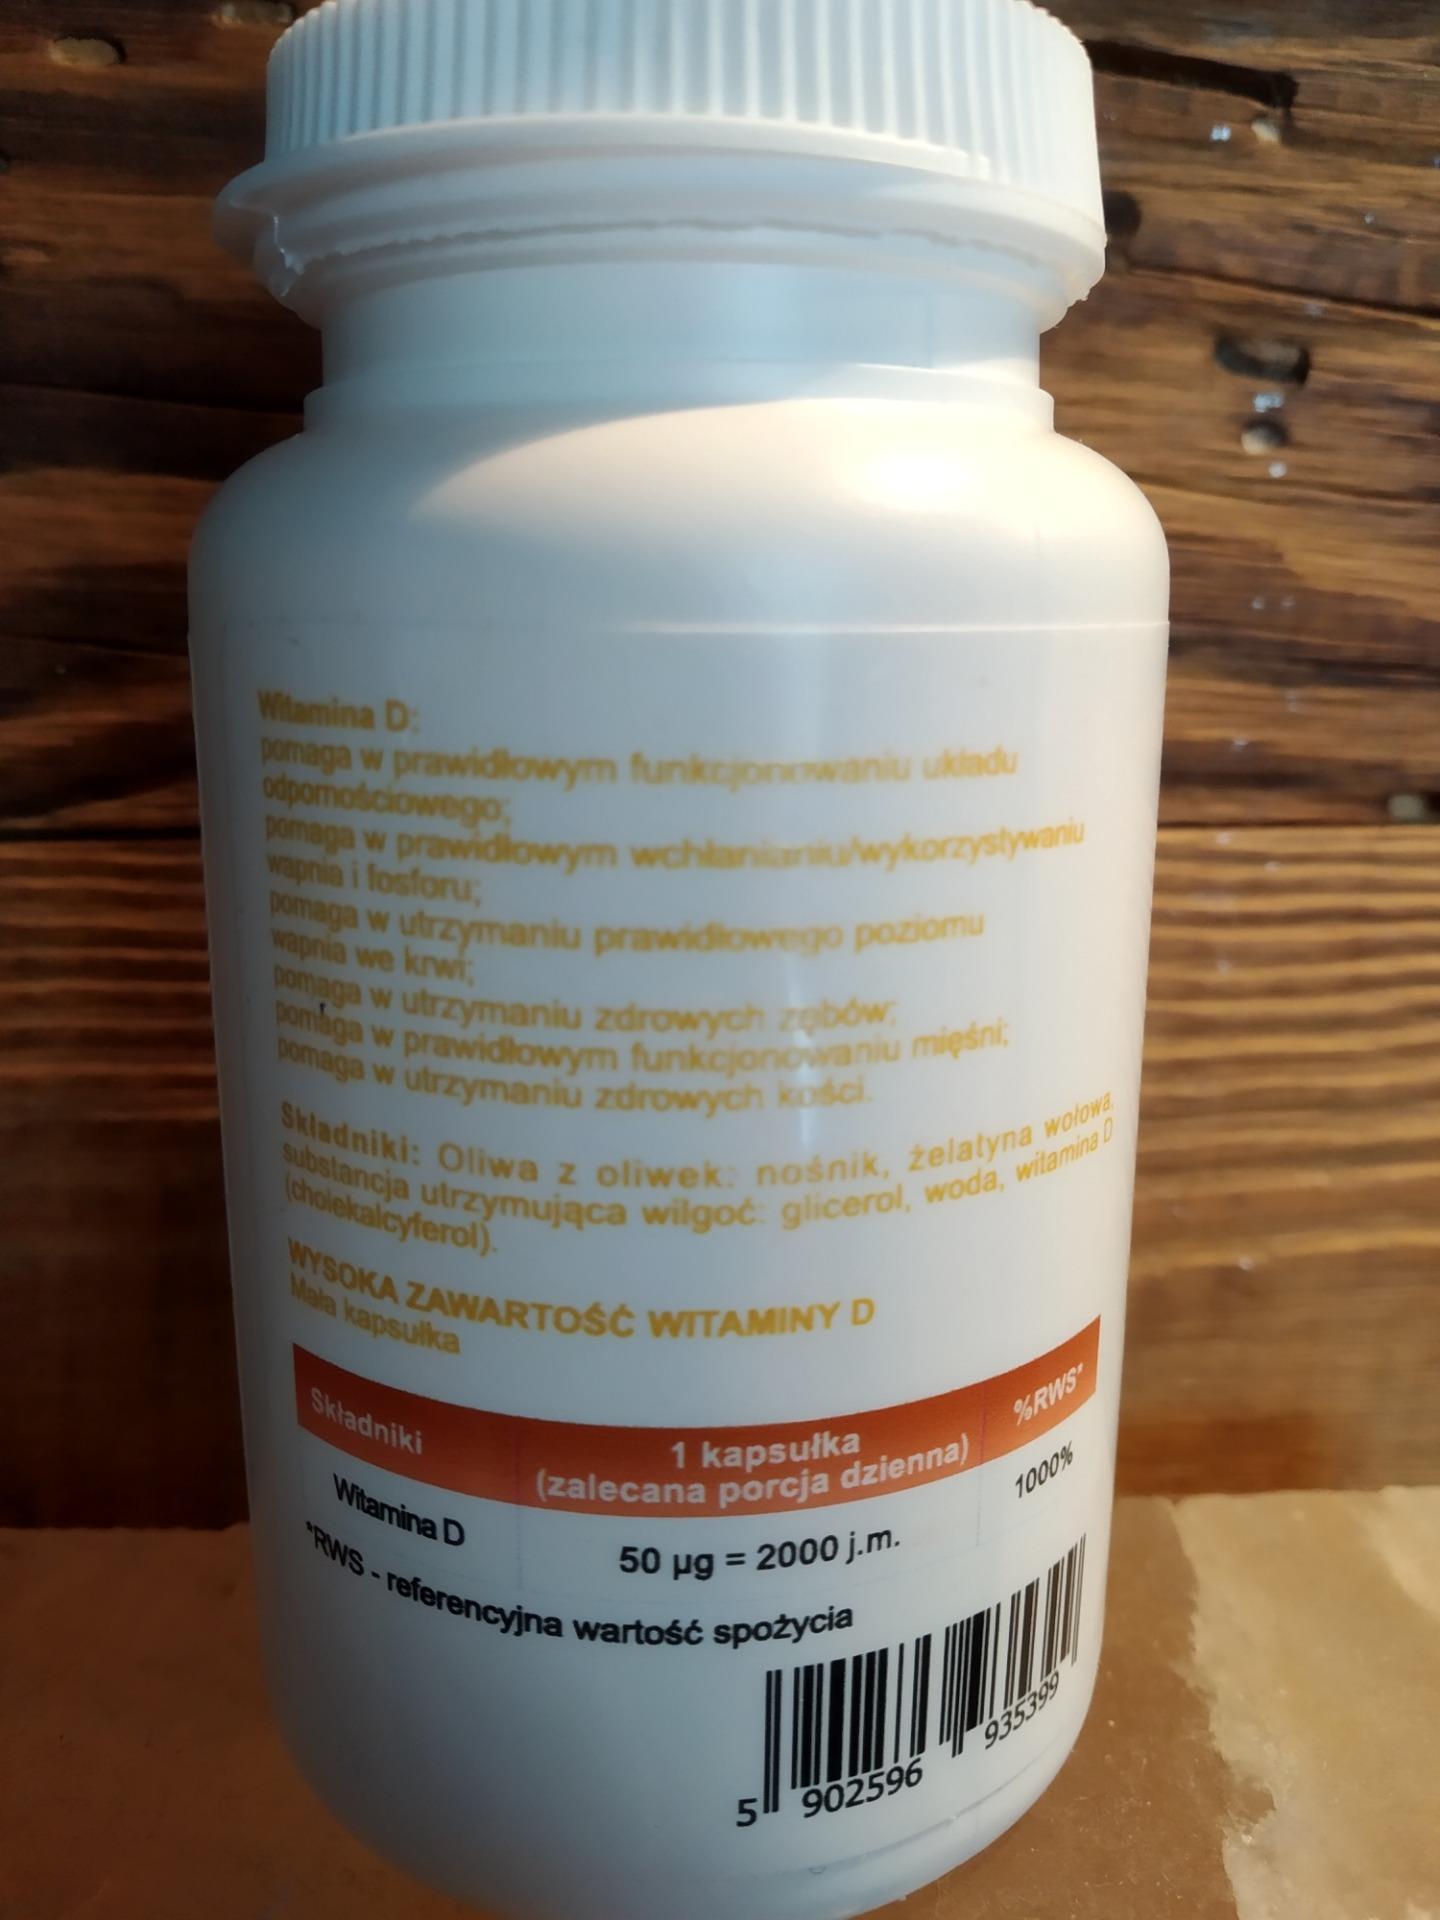 Witamina D:
pomaga w prawidłowym funkcjonowaniu układu
odpornościowego;
pomaga w prawidłowym wchłanianiu/wykorzystywaniu
wapnia i fosforu;
pomaga w utrzymaniu prawidłowego poziomu
wapnia we krwi;
pomaga w utrzymaniu zdrowych zębów;
pomaga w prawidłowym funkcjonowaniu mięśni;
pomaga w utrzymaniu zdrowych kości.
Składniki: Oliwa z oliwek: nośnik, żelatyna wołowa,
substancja utrzymująca wilgoć: glicerol, woda, witamina D
(cholekalcyferol).
WYSOKA ZAWARTOŚĆ WITAMINY D
Mała kapsułka
Składniki 1 kapsułka %RWS*
(zalecana porcja dzienna)
Witamina D 50 µg = 2000 j.m. 1000%
*RWS - referencyjna wartość spożycia
5 902596 935399